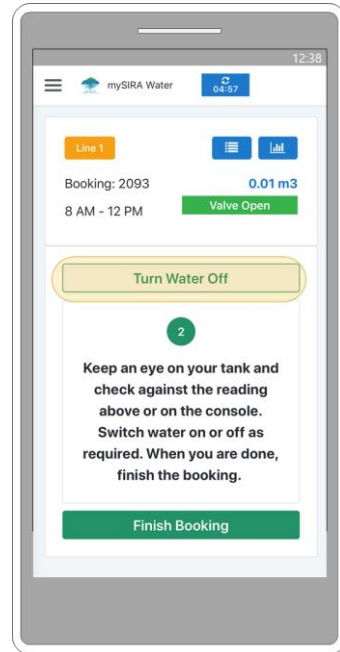 12:38
mySIRA Water
04:57
Line 1
Booking: 2093
0.01 m3
8 AM - 12 PM
Valve Open
Turn Water Off
2
Keep an eye on your tank and
check against the reading
above or on the console.
Switch water on or off as
required. When you are done,
finish the booking.
Finish Booking